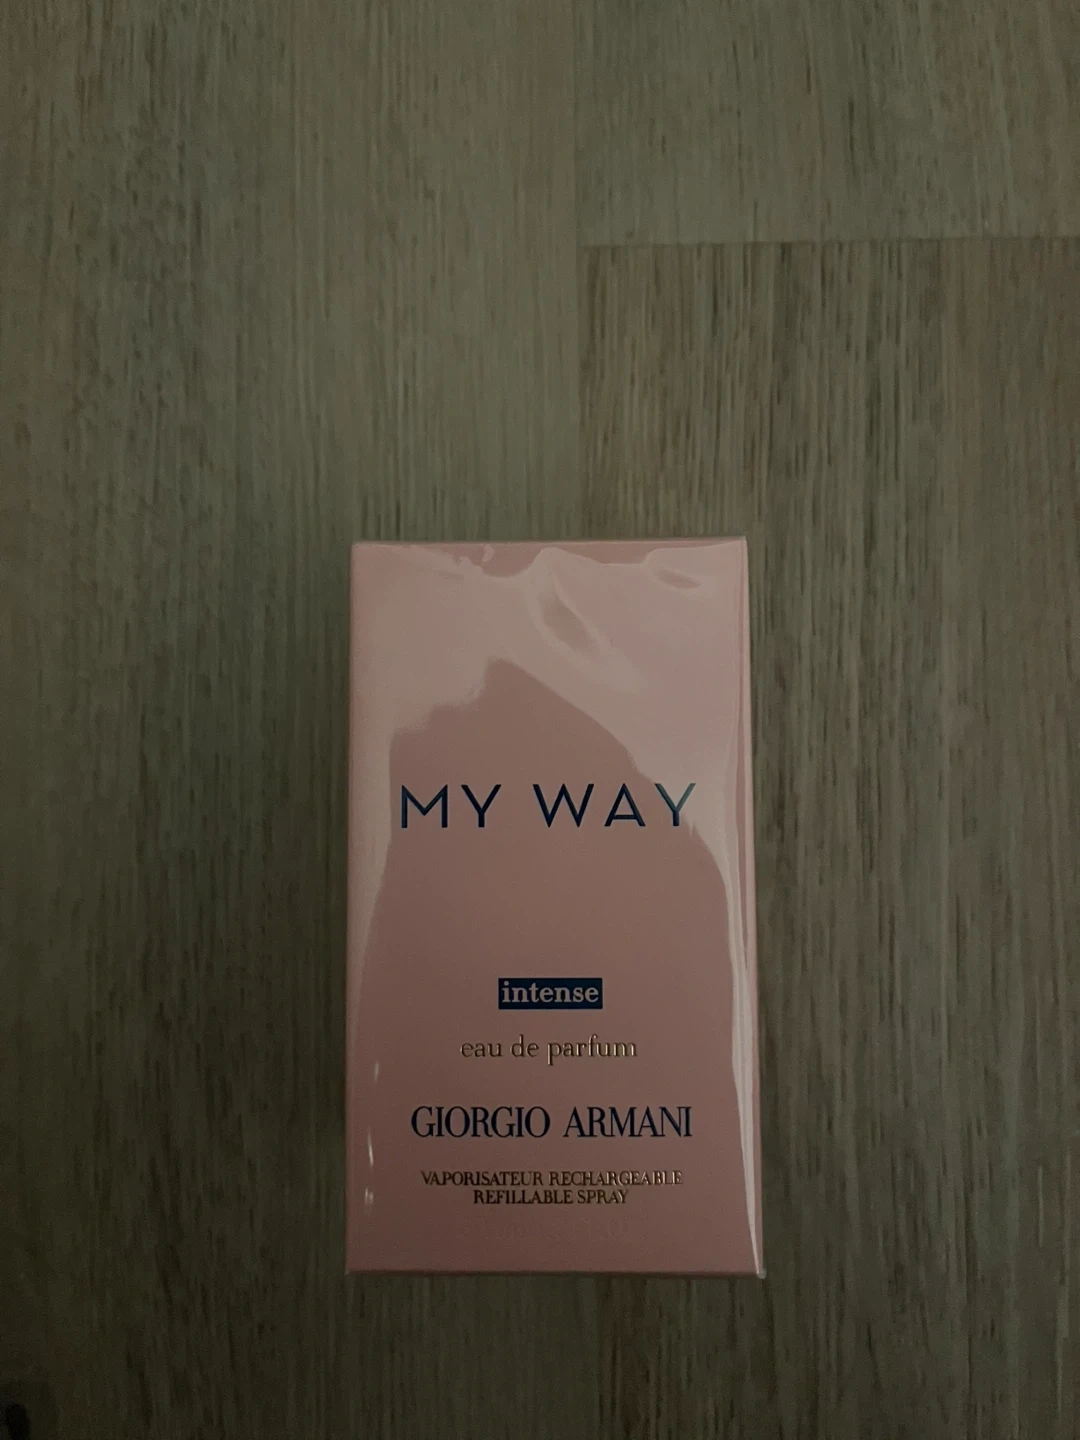 MY WAY
intense
eau de parfum
GIORGIO ARMANI
VAPORISATEUR RECHARGEABLE
REFILLABLE SPRAY